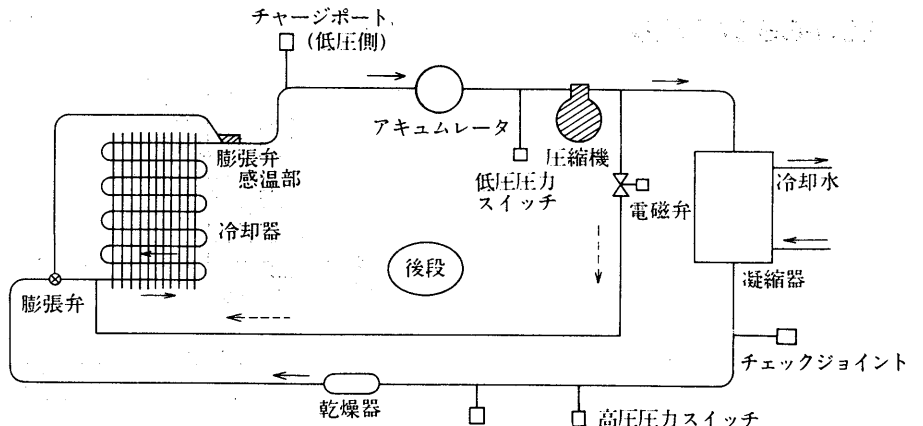 チャージポート
(低圧側)
アキュムレータ
膨張弁
感温部
圧縮機
低圧圧力
スイッチ
電磁弁
冷却水
冷却器
後段
凝縮器
膨張弁
チェックジョイント
乾燥器
高圧圧力スイッチ